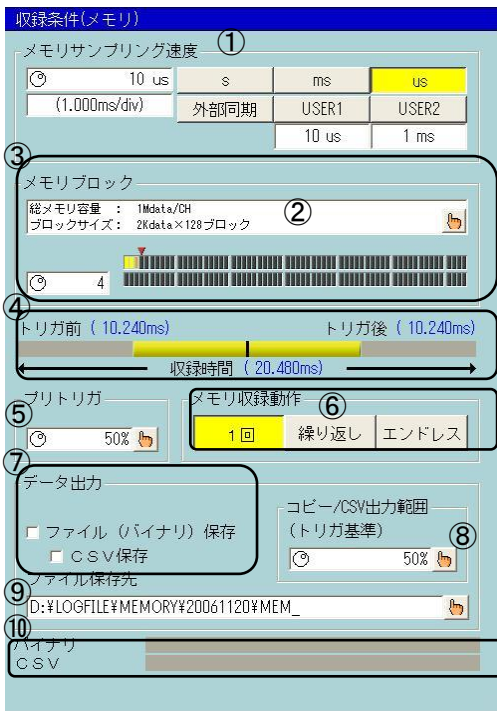 収録条件(メモリ)
メモリサンプリング速度 ①
10 us s ms us
(1.000ms/div) 外部同期 USER1 USER2
10 us 1 ms
③
メモリブロック
総メモリ容量 : 1Mdata/CH
ブロックサイズ: 2Kdata×128ブロック ②
4
④
トリガ前 (10.240ms) トリガ後 (10.240ms)
収録時間 (20.480ms)
プリトリガ メモリ収録動作
⑤ ⑥
50% 1回 繰り返し エンドレス
⑦
データ出力
コピー/CSV出力範囲
□ ファイル (バイナリ) 保存 (トリガ基準) ⑧
□ CSV保存 50%
ファイル保存先
⑨
D:¥LOGFILE¥MEMORY¥20061120¥MEM_
⑩
バイナリ
CSV